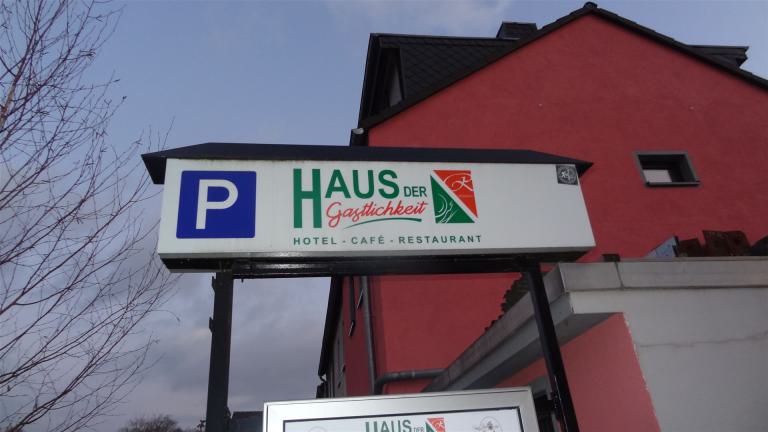 P
HAUS DER
Gastlichkeit
HOTEL - CAFÉ - RESTAURANT
HAUS DER